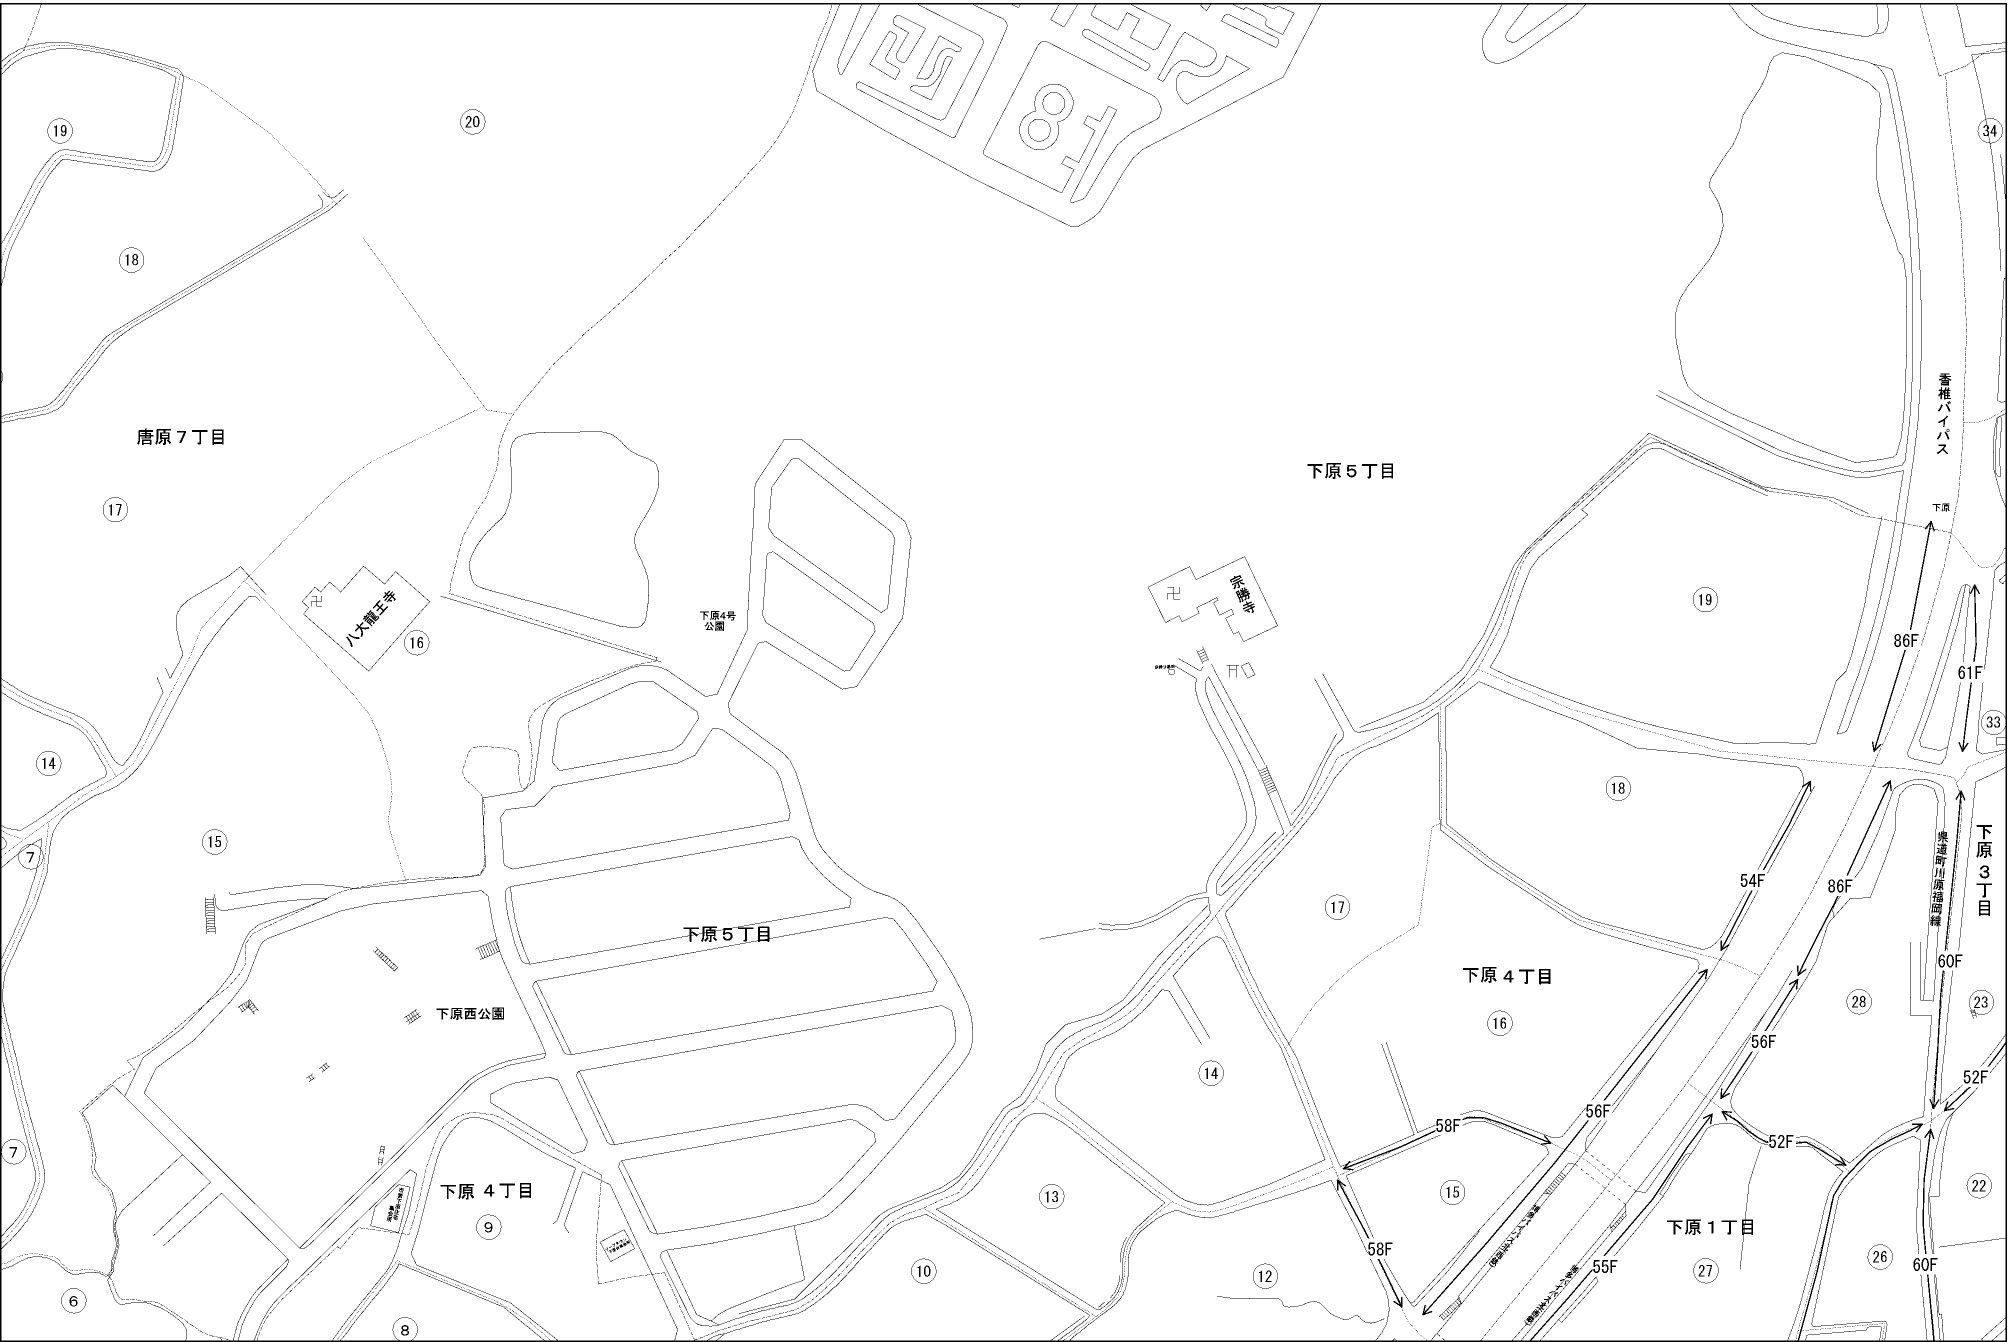 20
19
34
18
香椎バイパス
唐原7丁目
下原5丁目
17
下原
19
八大龍王寺
16
下原4号
公園
宗勝寺
86F
61F
33
14
18
7
15
54F
86F
県道町川原福岡線
下原3丁目
17
下原5丁目
60F
下原4丁目
28
23
下原西公園
16
56F
14
52F
56F
58F
52F
7
下原4丁目
13
15
22
9
下原1丁目
58F
10
12
55F
27
26
60F
6
8